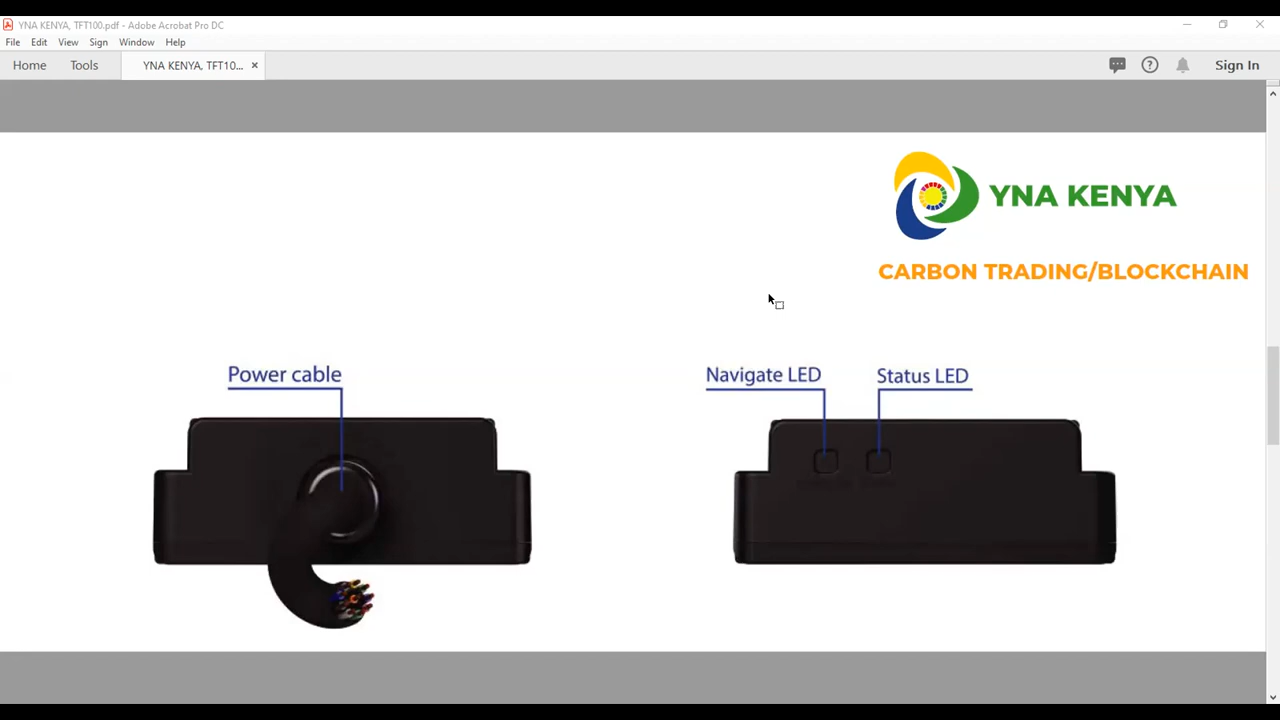 YNA KENYA, TFT100.pdf - Adobe Acrobat Pro DC
File Edit View Sign Window Help
Home Tools YNA KENYA, TFT10... × Sign In
YNA KENYA
CARBON TRADING/BLOCKCHAIN
Power cable
Navigate LED Status LED